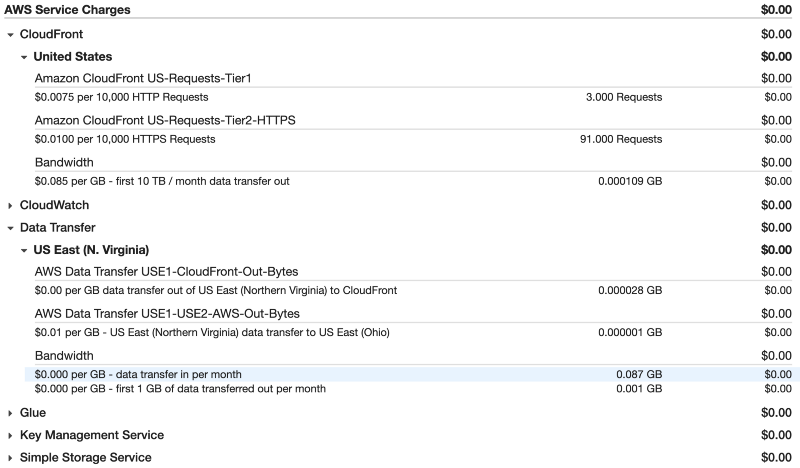 AWS Service Charges $0.00
CloudFront $0.00
United States $0.00
Amazon CloudFront US-Requests-Tier1 $0.00
$0.0075 per 10,000 HTTP Requests 3.000 Requests $0.00
Amazon CloudFront US-Requests-Tier2-HTTPS $0.00
$0.0100 per 10,000 HTTPS Requests 91.000 Requests $0.00
Bandwidth $0.00
$0.085 per GB - first 10 TB / month data transfer out 0.000109 GB $0.00
CloudWatch $0.00
Data Transfer $0.00
US East (N. Virginia) $0.00
AWS Data Transfer USE1-CloudFront-Out-Bytes $0.00
$0.00 per GB data transfer out of US East (Northern Virginia) to CloudFront 0.000028 GB $0.00
AWS Data Transfer USE1-USE2-AWS-Out-Bytes $0.00
$0.01 per GB - US East (Northern Virginia) data transfer to US East (Ohio) 0.000001 GB $0.00
Bandwidth $0.00
$0.000 per GB - data transfer in per month 0.087 GB $0.00
$0.000 per GB - first 1 GB of data transferred out per month 0.001 GB $0.00
Glue $0.00
Key Management Service $0.00
Simple Storage Service $0.00